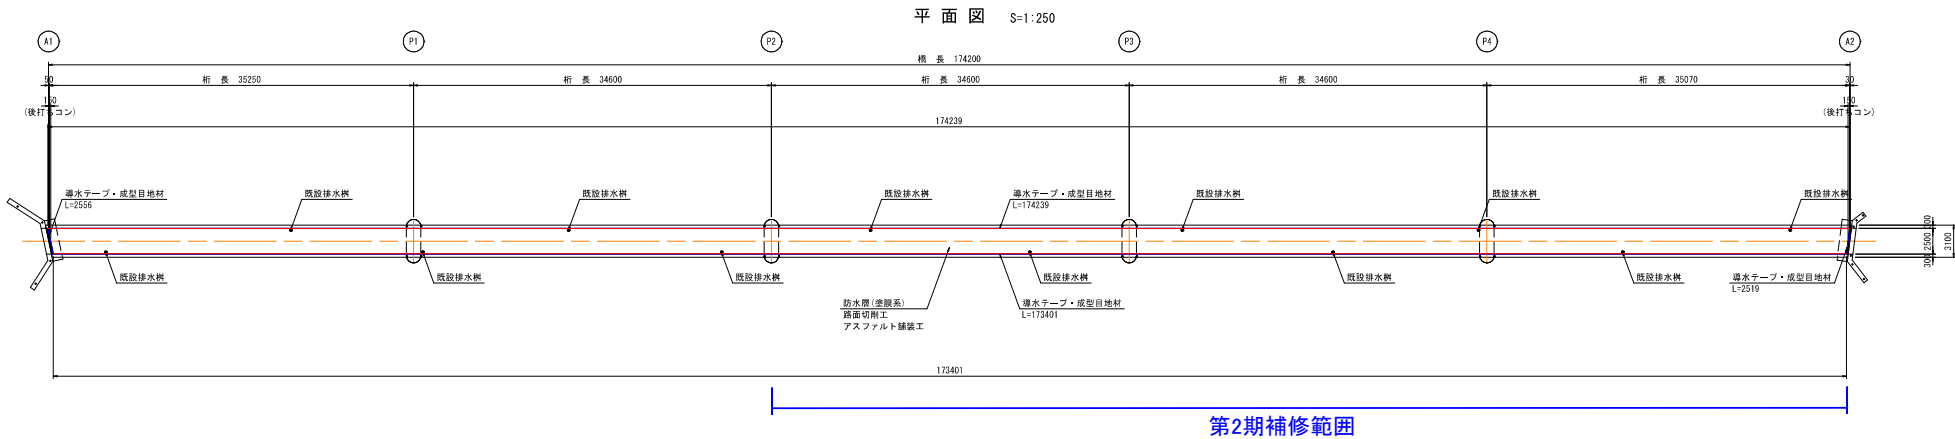 平 面 図 S=1:250
A1 P1 P2 P3 P4 A2
橋 長 174200
50 桁 長 35250 桁 長 34600 桁 長 34600 桁 長 34600 桁 長 35070 30
150 150
(後打ちコン) (後打ちコン)
174239
導水テープ・成型目地材 既設排水桝 既設排水桝 既設排水桝 導水テープ・成型目地材 既設排水桝 既設排水桝 既設排水桝
L=2556 L=174239
300
2500 3100
300
既設排水桝 既設排水桝 既設排水桝 既設排水桝 既設排水桝 既設排水桝 導水テープ・成型目地材
L=2519
防水層(塗膜系) 導水テープ・成型目地材
路面切削工 L=173401
アスファルト舗装工
173401
第2期補修範囲